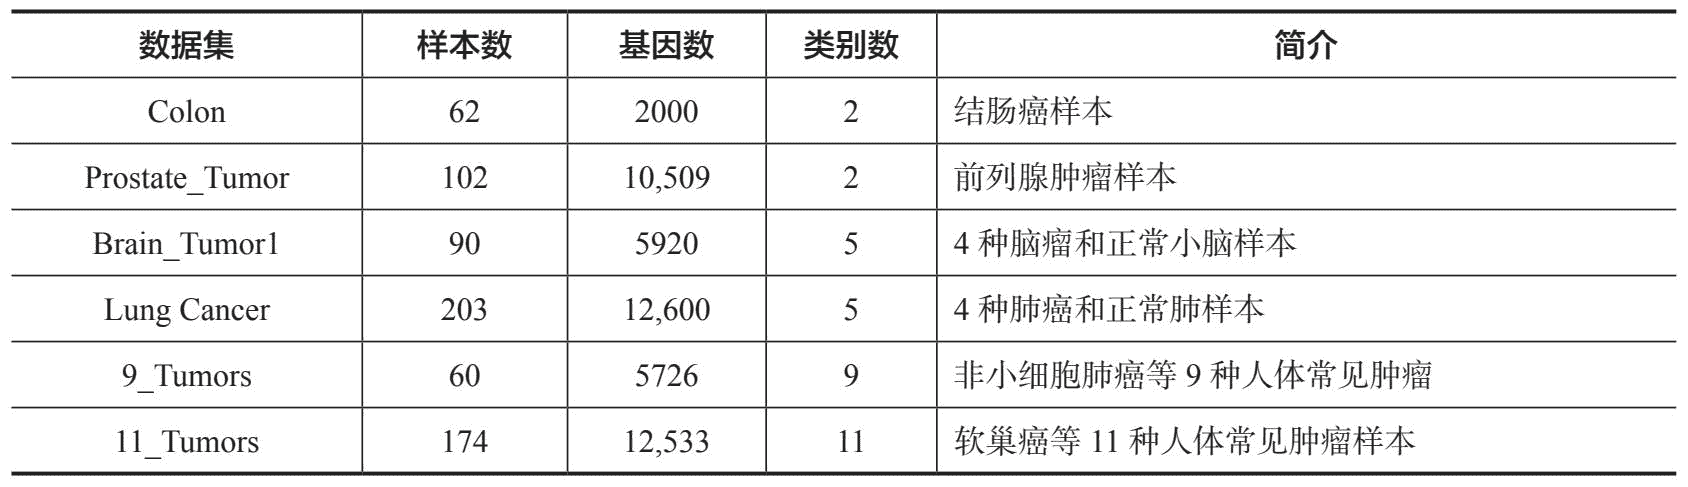 数据集 样本数 基因数 类别数 简介
Colon 62 2000 2 结肠癌样本
Prostate_Tumor 102 10,509 2 前列腺肿瘤样本
Brain_Tumor1 90 5920 5 4 种脑瘤和正常小脑样本
Lung Cancer 203 12,600 5 4 种肺癌和正常肺样本
9_Tumors 60 5726 9 非小细胞肺癌等 9 种人体常见肿瘤
11_Tumors 174 12,533 11 软巢癌等 11 种人体常见肿瘤样本